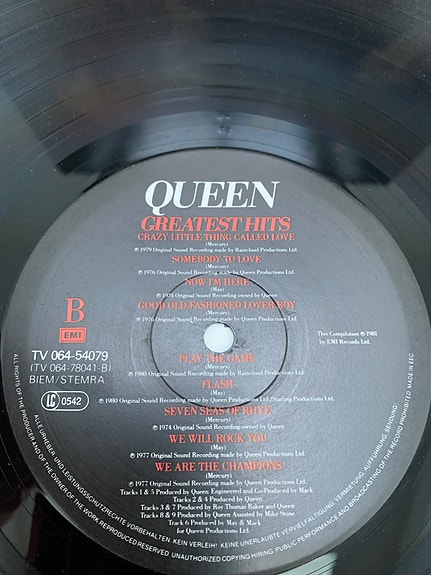 QUEEN
GREATEST HITS
CRAZY LITTLE THING CALLED LOVE
(Mercury)
℗ 1979 Original Sound Recording made by Raincloud Productions Ltd.
SOMEBODY TO LOVE
(Mercury)
℗ 1976 Original Sound Recording made by Queen Productions Ltd.
NOW I'M HERE
(May)
℗ 1974 Original Sound Recording owned by Queen
GOOD OLD-FASHIONED LOVER BOY
(Mercury)
℗ 1976 Original Sound Recording made by Queen Productions Ltd.
B
EMI
TV 064-54079
(TV 064-78041-B)
BIEM/STEMRA
LC 0542
This Compilation ℗ 1981
by EMI Records Ltd.
PLAY THE GAME
(Mercury)
℗ 1980 Original Sound Recording made by Queen Productions Ltd.
FLASH
(May)
℗ 1980 Original Sound Recording made by Queen Productions Ltd/Starling Productions Ltd.
SEVEN SEAS OF RHYE
(Mercury)
℗ 1974 Original Sound Recording owned by Queen
WE WILL ROCK YOU
(May)
℗ 1977 Original Sound Recording made by Queen Productions Ltd.
WE ARE THE CHAMPIONS
(Mercury)
℗ 1977 Original Sound Recording made by Queen Productions Ltd.
Tracks 1 & 5 Produced by Queen Engineered and Co-Produced by Mack
Tracks 2 & 4 Produced by Queen
Tracks 3 & 7 Produced by Roy Thomas Baker and Queen
Tracks 8 & 9 Produced by Queen Assisted by Mike Stone
Track 6 Produced by May & Mack
for Queen Productions Ltd.
ALLE URHEBER- UND LEISTUNGSSCHUTZRECHTE VORBEHALTEN. KEIN VERLEIH! KEINE UNERLAUBTE VERVIELFÄLTIGUNG, VERMIETUNG, AUFFÜHRUNG, SENDUNG!
ALL RIGHTS OF THE PRODUCER AND OF THE OWNER OF THE WORK REPRODUCED RESERVED. UNAUTHORIZED COPYING HIRING, PUBLIC PERFORMANCE AND BROADCASTING OF THE RECORD PROHIBITED. MADE IN EEC